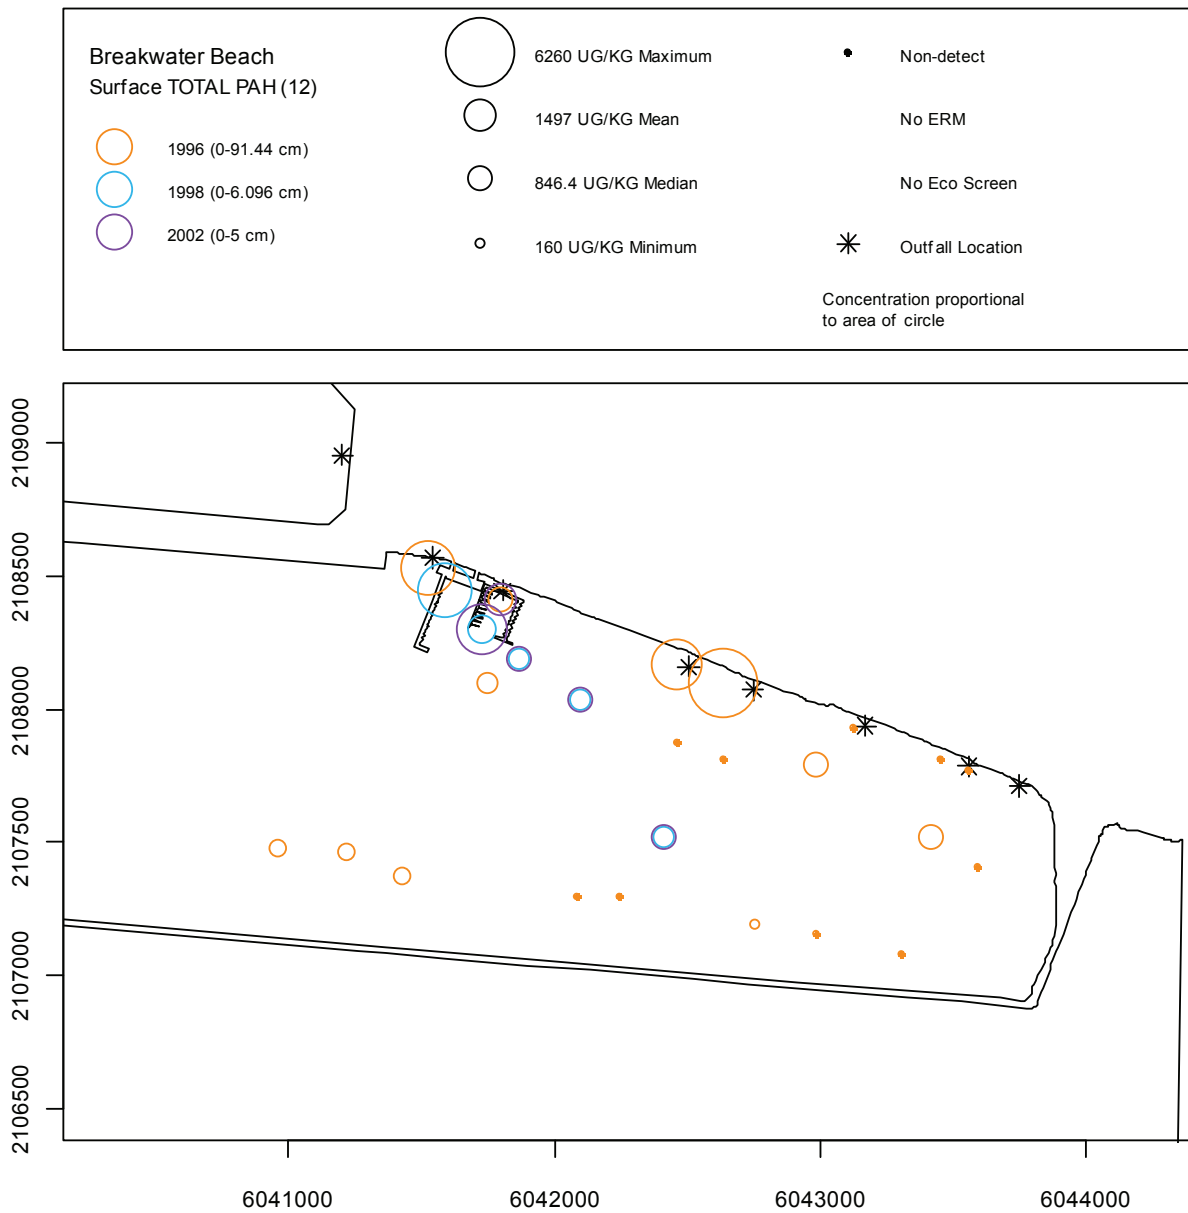 Breakwater Beach
Surface TOTAL PAH (12)
1996 (0-91.44 cm)
1998 (0-6.096 cm)
2002 (0-5 cm)
6260 UG/KG Maximum
1497 UG/KG Mean
846.4 UG/KG Median
160 UG/KG Minimum
Non-detect
No ERM
No Eco Screen
Outfall Location
Concentration proportional
to area of circle
2109000
2108500
2108000
2107500
2107000
2106500
6041000
6042000
6043000
6044000